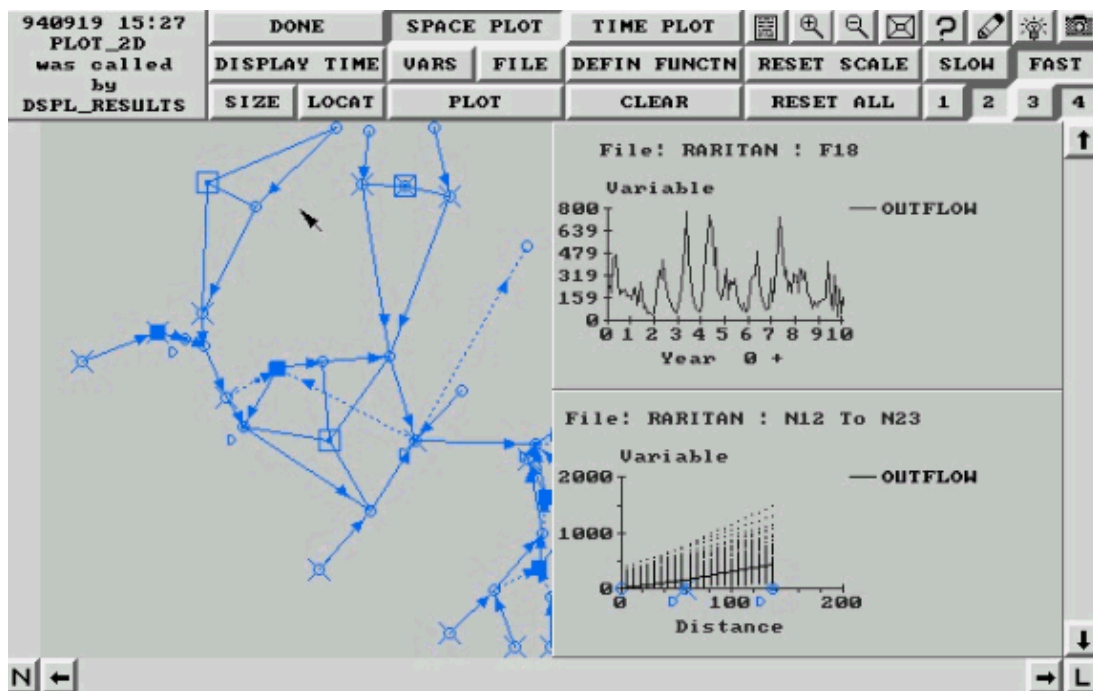 940919 15:27
PLOT_2D
was called
by
DSPL_RESULTS
DONE SPACE PLOT TIME PLOT ?
DISPLAY TIME VARS FILE DEFIN FUNCTN RESET SCALE SLOW FAST
SIZE LOCAT PLOT CLEAR RESET ALL 1 2 3 4
File: RARITAN : F18
Variable
800
639
479
319
159
0
OUTFLOW
0 1 2 3 4 5 6 7 8 9 10
Year 0 +
File: RARITAN : N12 To N23
Variable
2000
1000
0
OUTFLOW
0 100 200
D D
Distance
D
D
D
N L